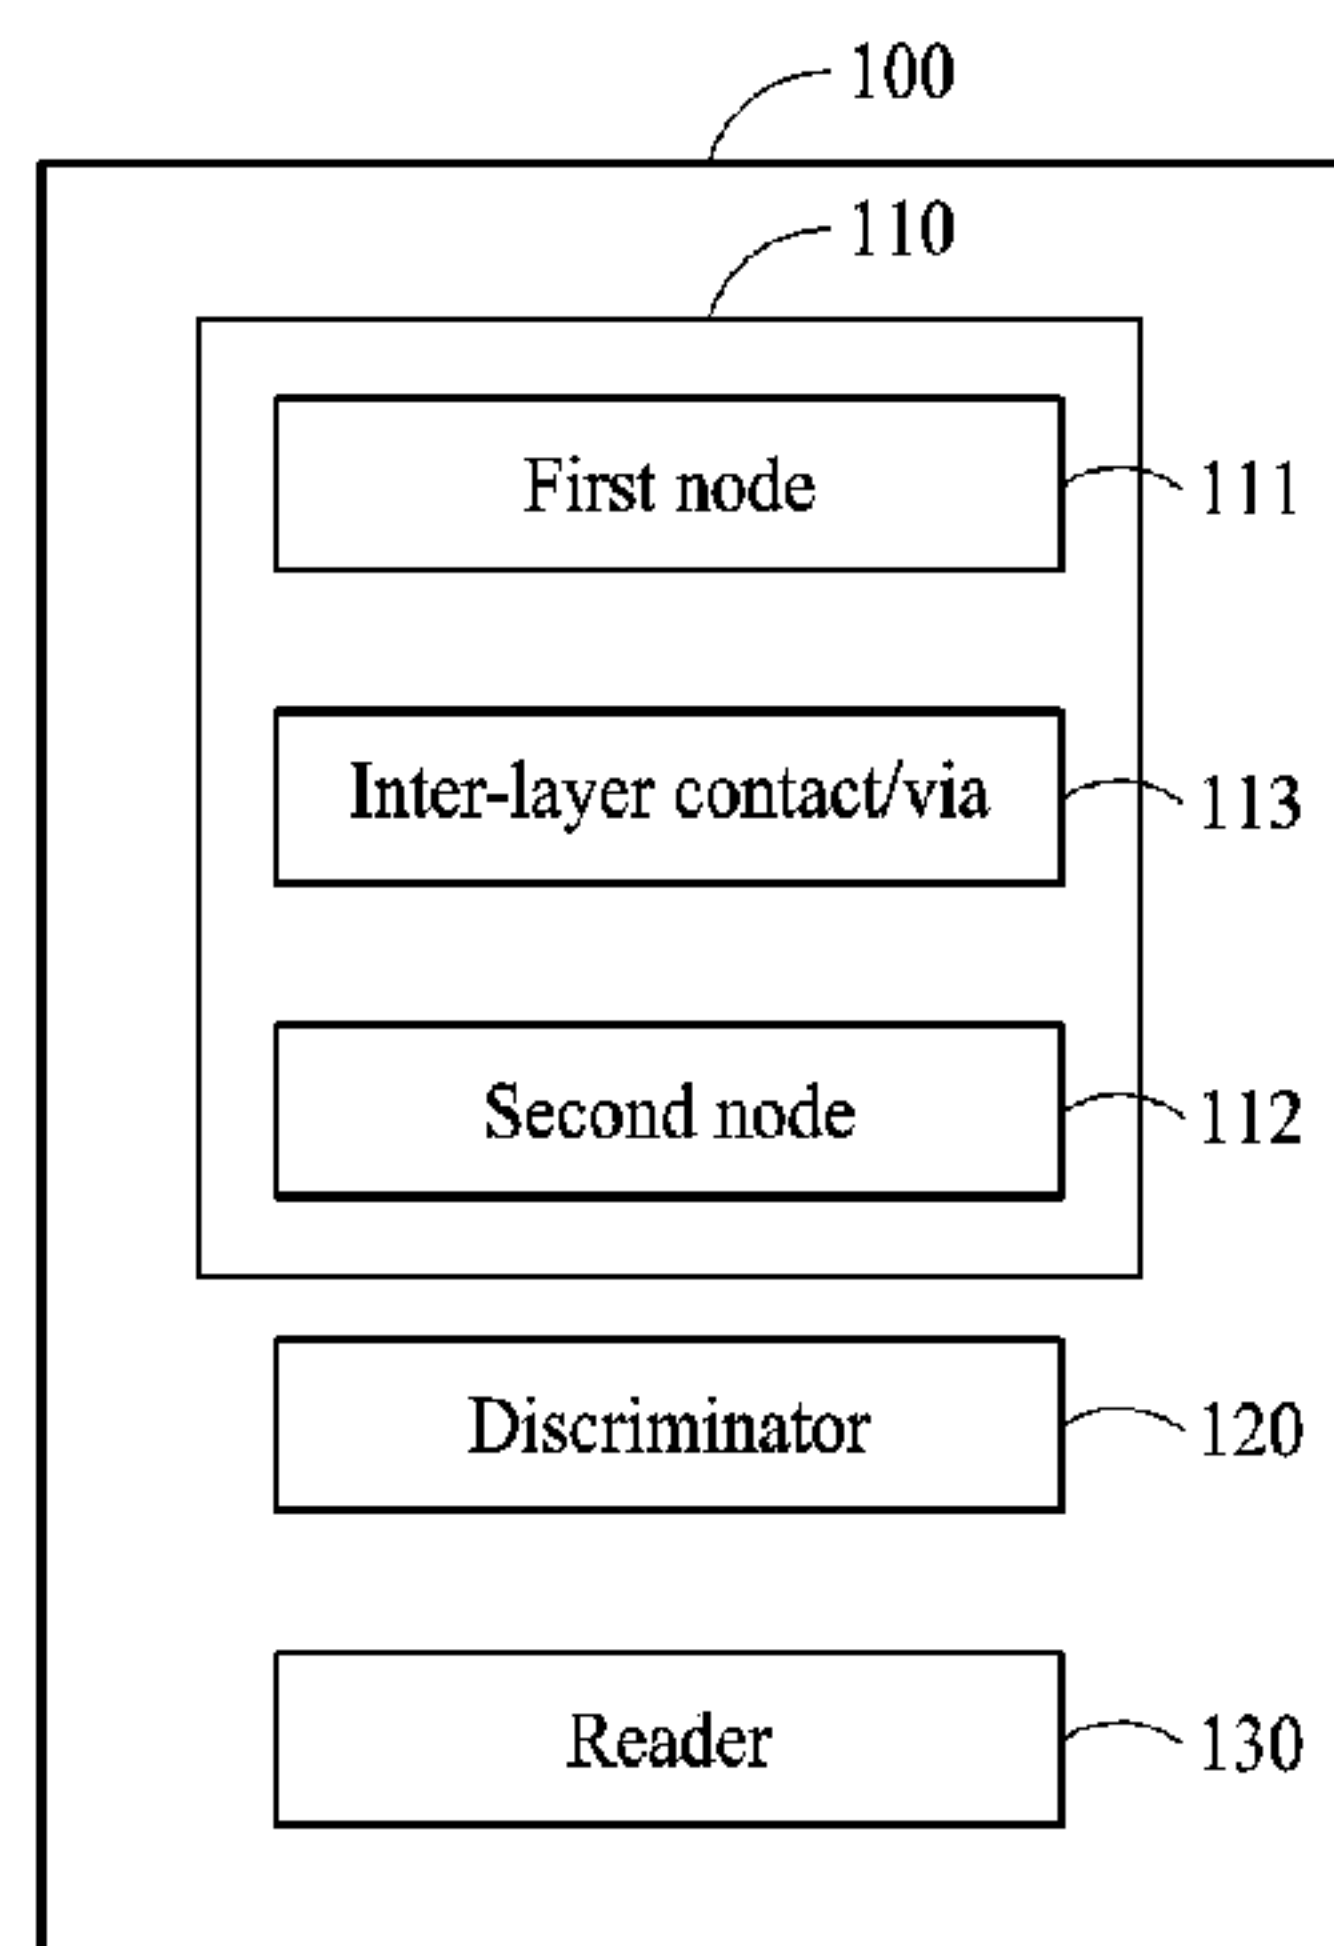 100
110
First node
111
Inter-layer contact/via
113
Second node
112
Discriminator
120
Reader
130